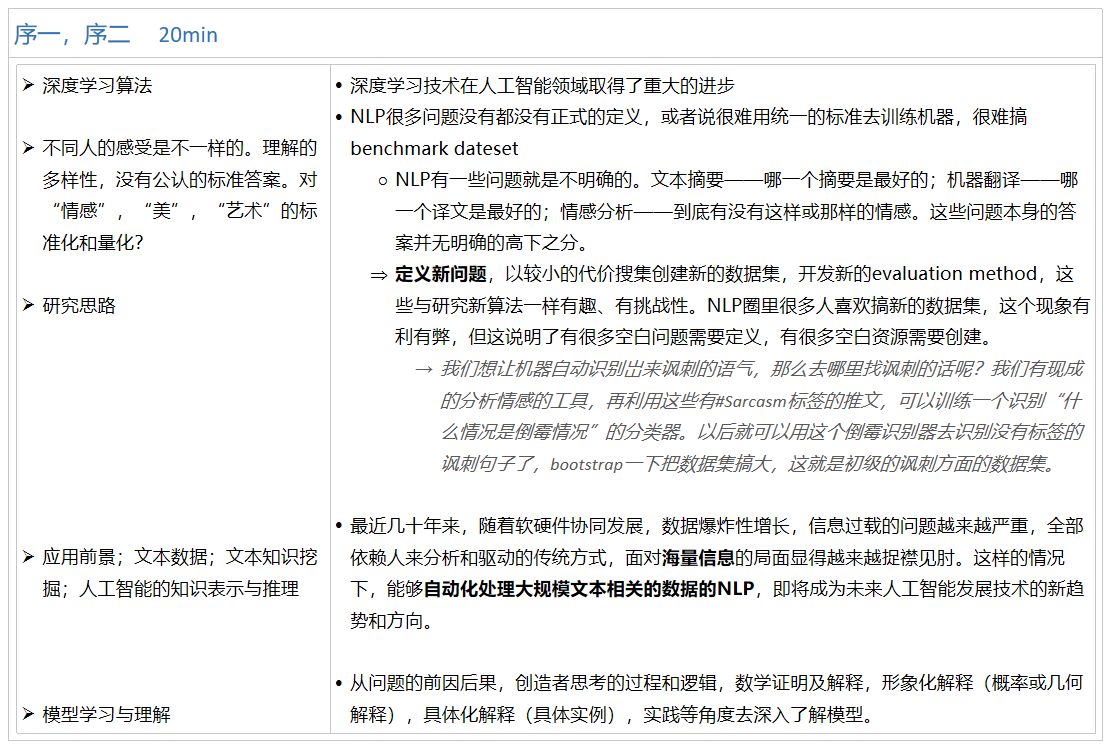 序一，序二 20min
➢ 深度学习算法
➢ 不同人的感受是不一样的。理解的
多样性，没有公认的标准答案。对
“情感”，“美”，“艺术”的标
准化和量化？
➢ 研究思路
➢ 应用前景；文本数据；文本知识挖
掘；人工智能的知识表示与推理
➢ 模型学习与理解
• 深度学习技术在人工智能领域取得了重大的进步
• NLP很多问题没有都没有正式的定义，或者说很难用统一的标准去训练机器，很难搞
benchmark dateset
○ NLP有一些问题就是不明确的。文本摘要——哪一个摘要是最好的；机器翻译——哪
一个译文是最好的；情感分析——到底有没有这样或那样的情感。这些问题本身的答
案并无明确的高下之分。
⇒ 定义新问题，以较小的代价搜集创建新的数据集，开发新的evaluation method，这
些与研究新算法一样有趣、有挑战性。NLP圈里很多人喜欢搞新的数据集，这个现象有
利有弊，但这说明了有很多空白问题需要定义，有很多空白资源需要创建。
→ 我们想让机器自动识别岀来讽刺的语气，那么去哪里找讽刺的话呢？我们有现成
的分析情感的工具，再利用这些有#Sarcasm标签的推文，可以训练一个识别“什
么情况是倒霉情况”的分类器。以后就可以用这个倒霉识别器去识别没有标签的
讽刺句子了，bootstrap一下把数据集搞大，这就是初级的讽刺方面的数据集。
• 最近几十年来，随着软硬件协同发展，数据爆炸性增长，信息过载的问题越来越严重，全部
依赖人来分析和驱动的传统方式，面对海量信息的局面显得越来越捉襟见肘。这样的情况
下，能够自动化处理大规模文本相关的数据的NLP，即将成为未来人工智能发展技术的新趋
势和方向。
• 从问题的前因后果，创造者思考的过程和逻辑，数学证明及解释，形象化解释（概率或几何
解释），具体化解释（具体实例），实践等角度去深入了解模型。